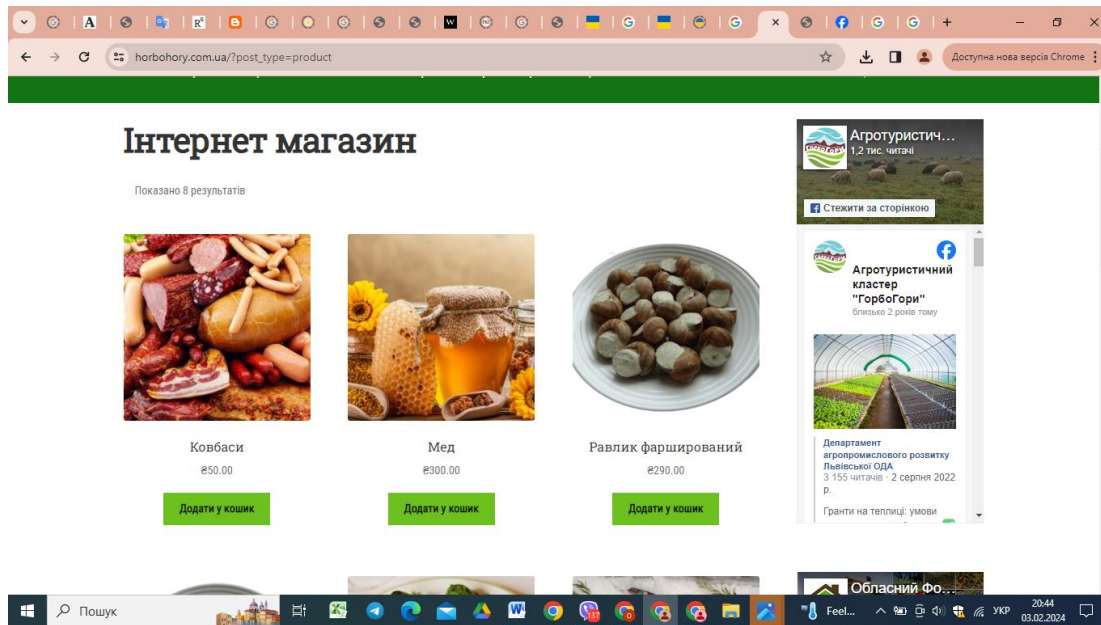 horbohory.com.ua/?post_type=product
Доступна нова версія Chrome
Інтернет магазин
Показано 8 результатів
Ковбаси
₴50.00
Додати у кошик
Мед
₴300.00
Додати у кошик
Равлик фарширований
₴290.00
Додати у кошик
Агротуристич...
1,2 тис. читачі
Стежити за сторінкою
Агротуристичний
кластер
"ГорбоГори"
близько 2 років тому
Департамент
агропромислового розвитку
Львівської ОДА
3 155 читачів · 2 серпня 2022
р.
Гранти на теплиці: умови
Обласний Фо...
Пошук
Feel...
УКР
20:44
03.02.2024